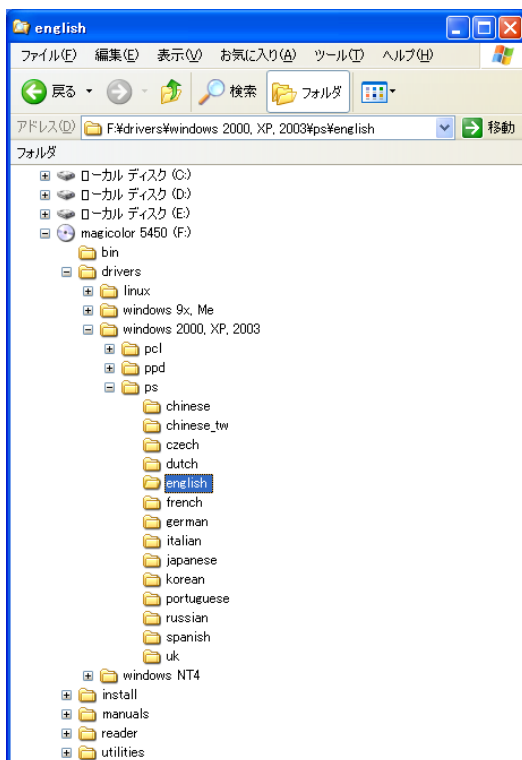 english
ファイル(F) 編集(E) 表示(V) お気に入り(A) ツール(T) ヘルプ(H)
戻る 検索 フォルダ
アドレス(D) F:¥drivers¥windows 2000, XP, 2003¥ps¥english 移動
フォルダ
ローカル ディスク (C:)
ローカル ディスク (D:)
ローカル ディスク (E:)
magicolor 5450 (F:)
bin
drivers
linux
windows 9x, Me
windows 2000, XP, 2003
pcl
ppd
ps
chinese
chinese_tw
czech
dutch
english
french
german
italian
japanese
korean
portuguese
russian
spanish
uk
windows NT4
install
manuals
reader
utilities